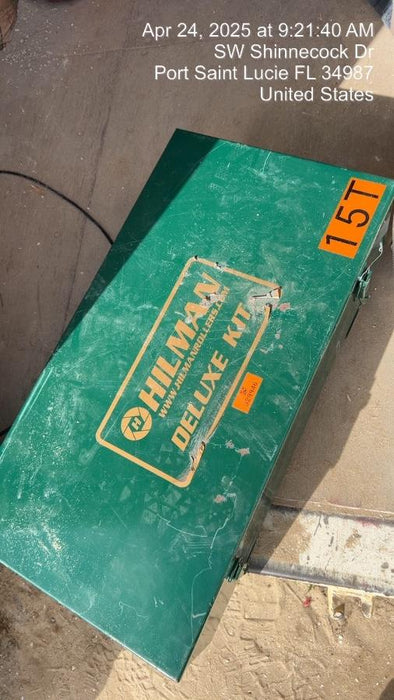 Apr 24, 2025 at 9:21:40 AM
SW Shinnecock Dr
Port Saint Lucie FL 34987
United States
15T
HILMAN
WWW.HILMANROLLERS.COM
DELUXE KIT